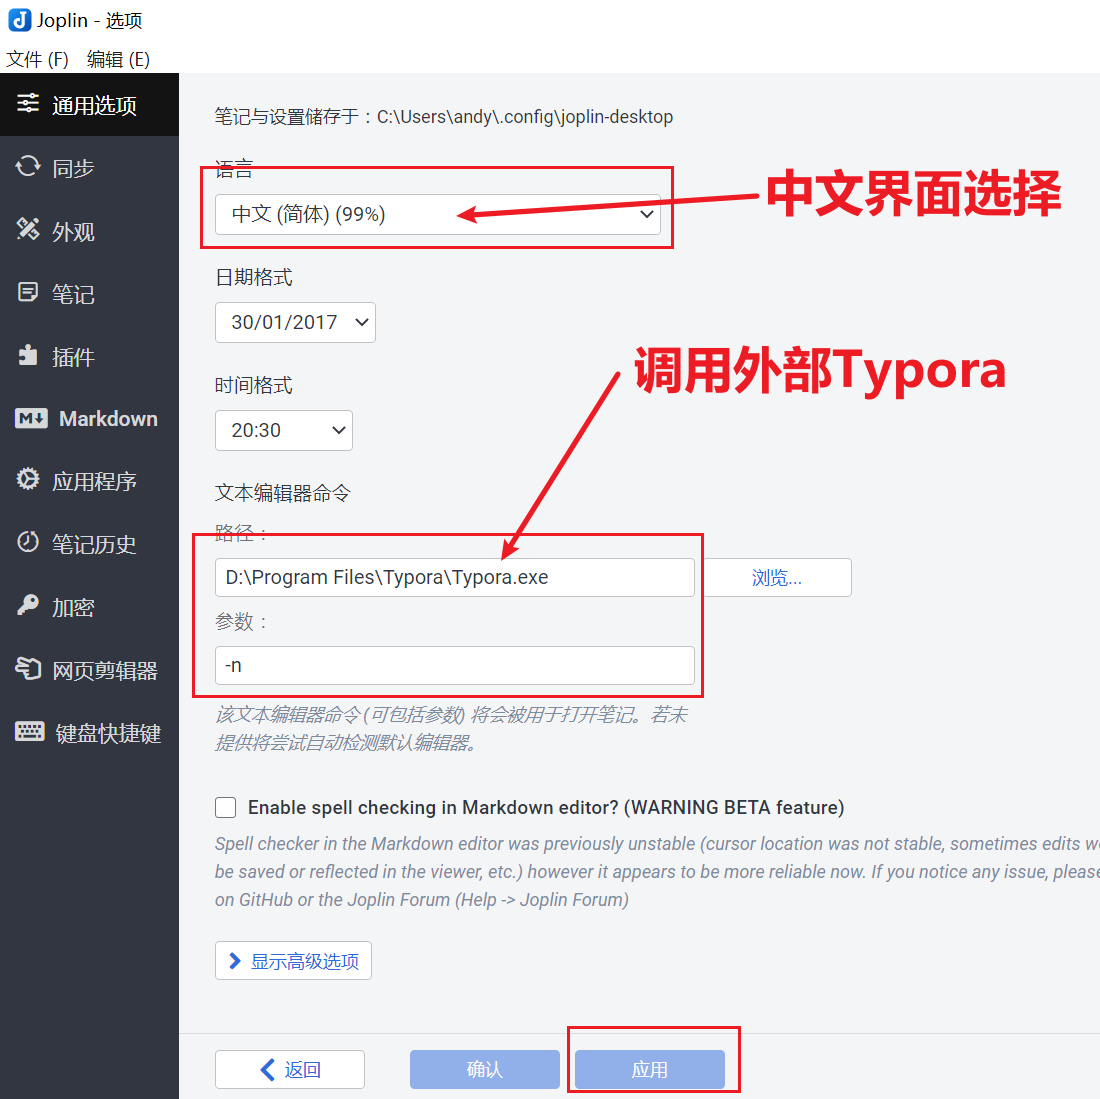 Joplin - 选项
文件 (F) 编辑 (E)
通用选项
同步
外观
笔记
插件
Markdown
应用程序
笔记历史
加密
网页剪辑器
键盘快捷键
笔记与设置储存于：C:\Users\andy\.config\joplin-desktop
语言
中文 (简体) (99%)
中文界面选择
日期格式
30/01/2017
调用外部Typora
时间格式
20:30
文本编辑器命令
路径：
D:\Program Files\Typora\Typora.exe
浏览...
参数：
-n
该文本编辑器命令 (可包括参数) 将会被用于打开笔记。若未
提供将尝试自动检测默认编辑器。
Enable spell checking in Markdown editor? (WARNING BETA feature)
Spell checker in the Markdown editor was previously unstable (cursor location was not stable, sometimes edits
be saved or reflected in the viewer, etc.) however it appears to be more reliable now. If you notice any issue, please
on GitHub or the Joplin Forum (Help -> Joplin Forum)
显示高级选项
返回
确认
应用